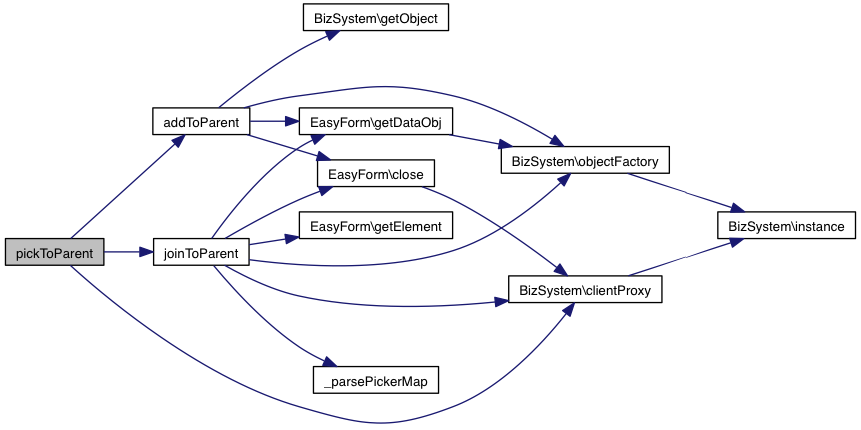 BizSystem\getObject
addToParent
EasyForm\getDataObj
BizSystem\objectFactory
EasyForm\close
EasyForm\getElement
BizSystem\instance
pickToParent
joinToParent
BizSystem\clientProxy
_parsePickerMap